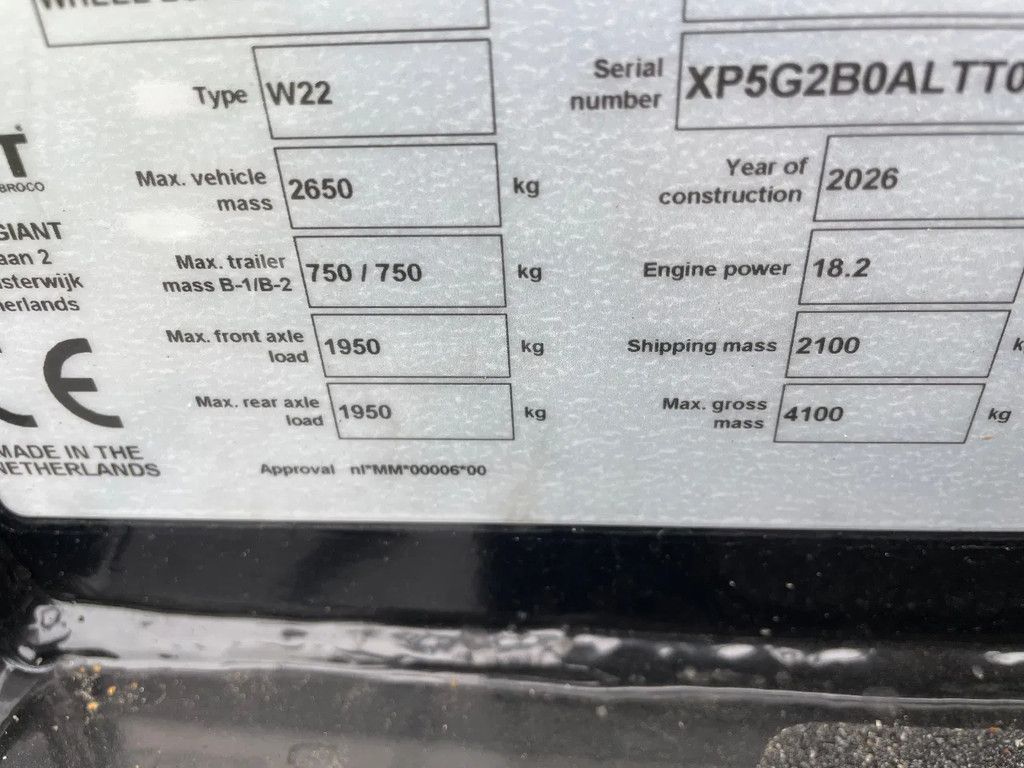 Type W22
Serial number XP5G2B0ALTT0
Max. vehicle mass 2650 kg
Year of construction 2026
Max. trailer mass B-1/B-2 750 / 750 kg
Engine power 18.2
Max. front axle load 1950 kg
Shipping mass 2100 k
Max. rear axle load 1950 kg
Max. gross mass 4100 kg
Approval nl*MM*00006*00
T
BROCO
GIANT
aan 2
sterwijk
erlands
CE
MADE IN THE
NETHERLANDS